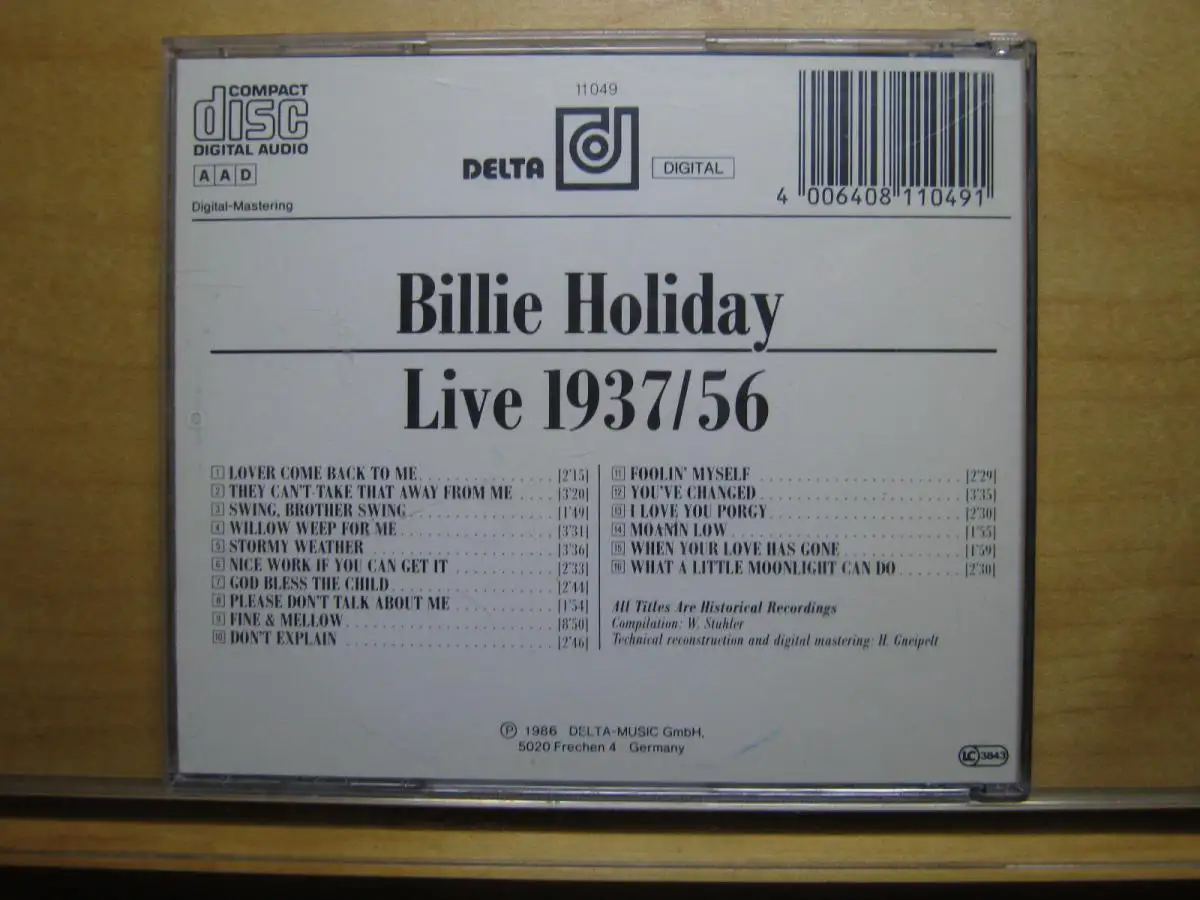 COMPACT
disc
DIGITAL AUDIO
A A D
Digital-Mastering
11049
DELTA
DIGITAL
4 006408 110491
Billie Holiday
Live 1937/56
1 LOVER COME BACK TO ME [2'15]
2 THEY CAN'T TAKE THAT AWAY FROM ME [3'20]
3 SWING, BROTHER SWING [1'49]
4 WILLOW WEEP FOR ME [3'31]
5 STORMY WEATHER [3'36]
6 NICE WORK IF YOU CAN GET IT [2'33]
7 GOD BLESS THE CHILD [2'44]
8 PLEASE DON'T TALK ABOUT ME [1'54]
9 FINE & MELLOW [8'50]
10 DON'T EXPLAIN [2'46]
11 FOOLIN' MYSELF [2'29]
12 YOU'VE CHANGED [3'35]
13 I LOVE YOU PORGY [2'30]
14 MOAN'IN LOW [1'55]
15 WHEN YOUR LOVE HAS GONE [1'59]
16 WHAT A LITTLE MOONLIGHT CAN DO [2'30]
All Titles Are Historical Recordings
Compilation: W. Stuhler
Technical reconstruction and digital mastering: H. Gneipelt
Ⓟ 1986 DELTA-MUSIC GmbH,
5020 Frechen 4 Germany
LC 3843